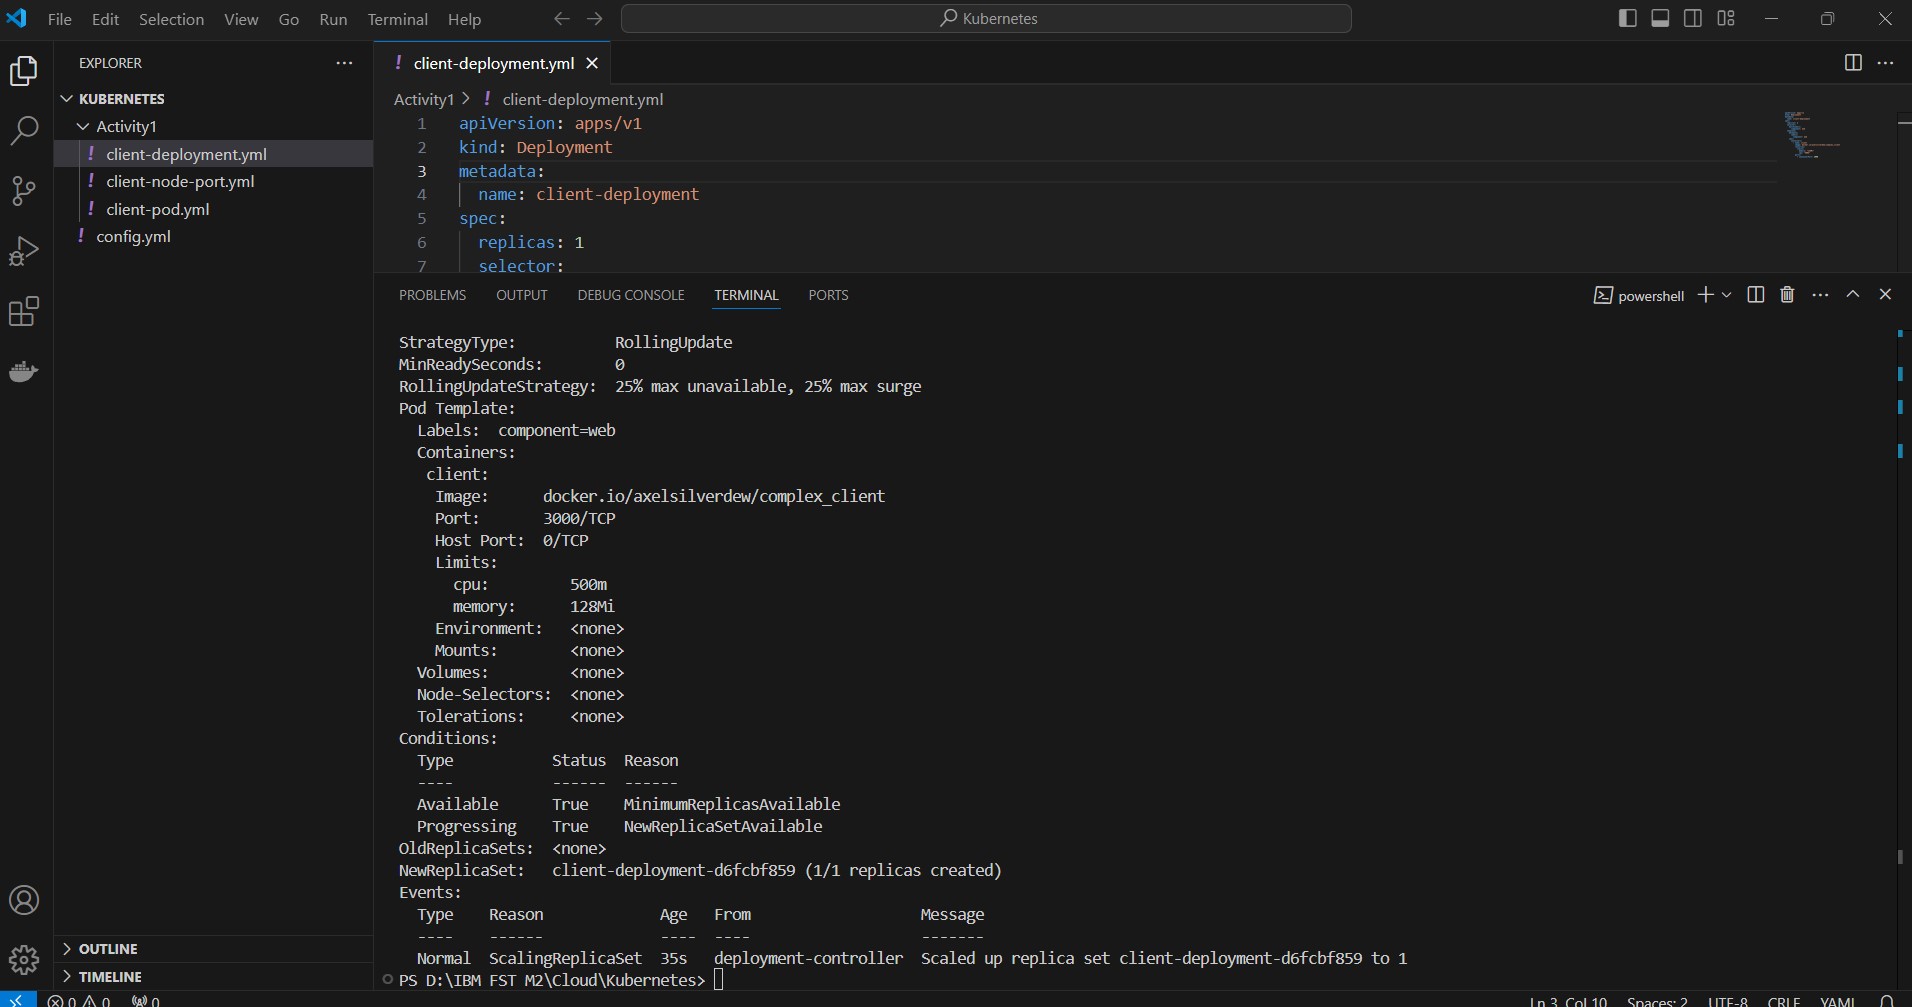 File Edit Selection View Go Run Terminal Help
Kubernetes
EXPLORER
KUBERNETES
Activity1
client-deployment.yml
client-node-port.yml
client-pod.yml
config.yml
OUTLINE
TIMELINE
client-deployment.yml
Activity1 > client-deployment.yml
1 apiVersion: apps/v1
2 kind: Deployment
3 metadata:
4   name: client-deployment
5 spec:
6   replicas: 1
7   selector:
PROBLEMS OUTPUT DEBUG CONSOLE TERMINAL PORTS
powershell
StrategyType:           RollingUpdate
MinReadySeconds:        0
RollingUpdateStrategy:  25% max unavailable, 25% max surge
Pod Template:
  Labels:  component=web
  Containers:
   client:
    Image:      docker.io/axelsilverdew/complex_client
    Port:       3000/TCP
    Host Port:  0/TCP
    Limits:
      cpu:         500m
      memory:      128Mi
    Environment:   <none>
    Mounts:        <none>
  Volumes:         <none>
  Node-Selectors:  <none>
  Tolerations:     <none>
Conditions:
  Type           Status  Reason
  ----           ------  ------
  Available      True    MinimumReplicasAvailable
  Progressing    True    NewReplicaSetAvailable
OldReplicaSets:  <none>
NewReplicaSet:   client-deployment-d6fcbf859 (1/1 replicas created)
Events:
  Type    Reason             Age   From                   Message
  ----    ------             ----  ----                   -------
  Normal  ScalingReplicaSet  35s   deployment-controller  Scaled up replica set client-deployment-d6fcbf859 to 1
PS D:\IBM FST M2\Cloud\Kubernetes>
0 0 0
Ln 3, Col 10 Spaces: 2 UTF-8 CRLF YAML